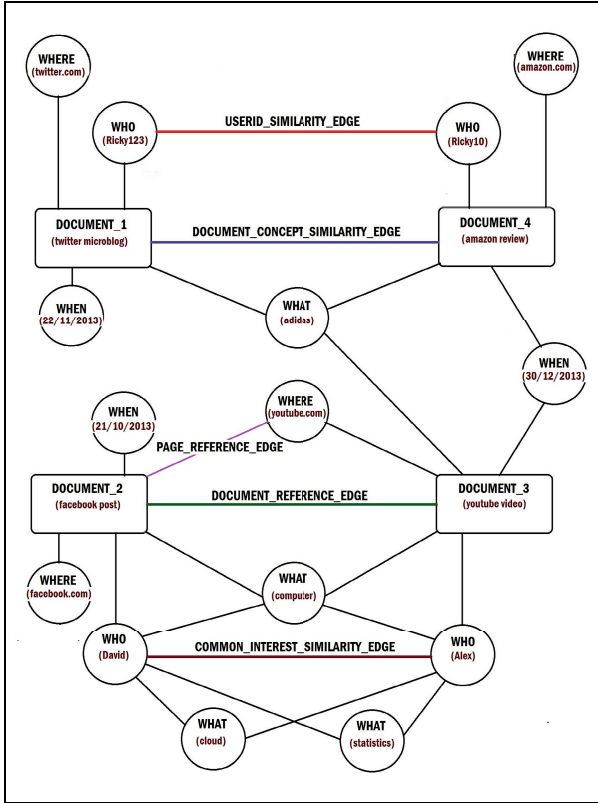 WHERE
(twitter.com)
WHERE
(amazon.com)
WHO
(Ricky123)
USERID_SIMILARITY_EDGE
WHO
(Ricky10)
DOCUMENT_1
(twitter microblog)
DOCUMENT_CONCEPT_SIMILARITY_EDGE
DOCUMENT_4
(amazon review)
WHEN
(22/11/2013)
WHAT
(adidas)
WHEN
(30/12/2013)
WHEN
(21/10/2013)
WHERE
(youtube.com)
PAGE_REFERENCE_EDGE
DOCUMENT_2
(facebook post)
DOCUMENT_REFERENCE_EDGE
DOCUMENT_3
(youtube video)
WHERE
(facebook.com)
WHAT
(computer)
WHO
(David)
COMMON_INTEREST_SIMILARITY_EDGE
WHO
(Alex)
WHAT
(cloud)
WHAT
(statistics)